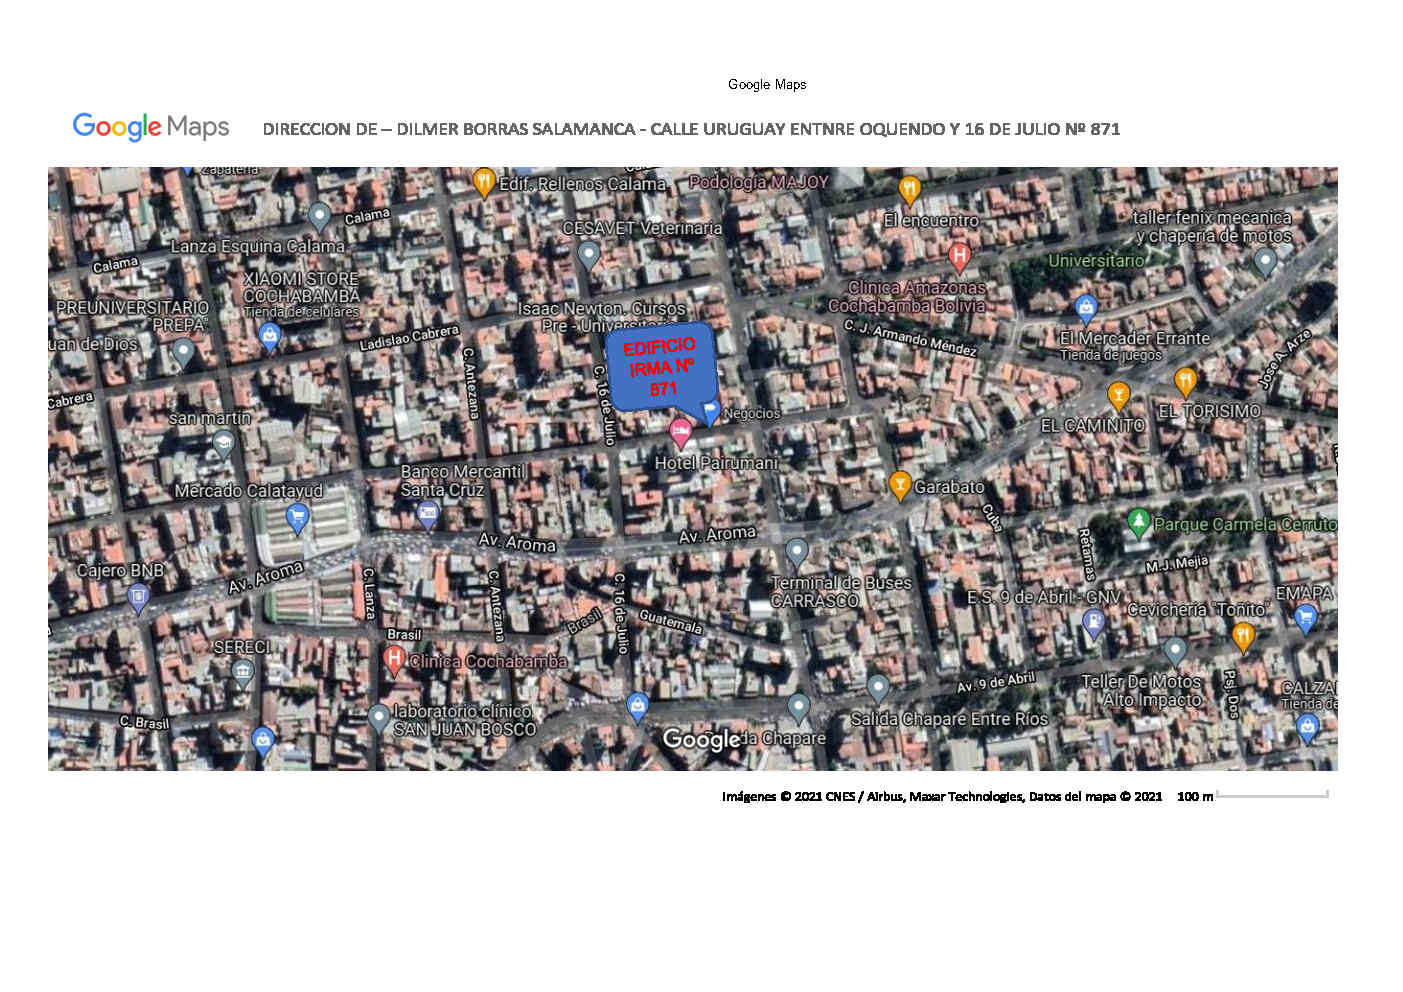 Google Maps
Google Maps
DIRECCION DE – DILMER BORRAS SALAMANCA - CALLE URUGUAY ENTNRE OQUENDO Y 16 DE JULIO Nº 871
Zapateria
Edif. Rellenos Calama
Podología MAJOY
Calama
El encuentro
taller fenix mecanica
y chaperia de motos
CESAVET Veterinaria
Lanza Esquina Calama
Calama
Universitario
XIAOMI STORE
COCHABAMBA
Tienda de celulares
Clinica Amazonas
Cochabamba Bolivia
PREUNIVERSITARIO
PREPA"
Isaac Newton. Cursos
Pre - Universitario
uan de Dios
Ladislao Cabrera
C. J. Armando Méndez
El Mercader Errante
Tienda de juegos
Jose A. Arze
EDIFICIO
IRMA Nº
871
C. Antezana
C. 16 de Julio
Cabrera
san martin
Negocios
EL TORISIMO
EL CAMINITO
Hotel Pairumani
Banco Mercantil
Santa Cruz
Mercado Calatayud
Garabato
Cuba
Parque Carmela Cerruto
Av. Aroma
Av. Aroma
Retamas
M.J. Mejia
Cajero BNB
Av. Aroma
Terminal de Buses
CARRASCO
C. Lanza
C. Antezana
C. 16 de Julio
E.S. 9 de Abril - GNV
EMAPA
Cevicheria "Toñito"
Brasil
Brasil
Guatemala
SERECI
Clinica Cochabamba
Av. 9 de Abril
Teller De Motos
Alto Impacto
Psj. Dos
CALZA
Tienda de
laboratorio clínico
SAN JUAN BOSCO
C. Brasil
Salida Chapare Entre Ríos
Google
da Chapare
Imágenes © 2021 CNES / Airbus, Maxar Technologies, Datos del mapa © 2021 100 m